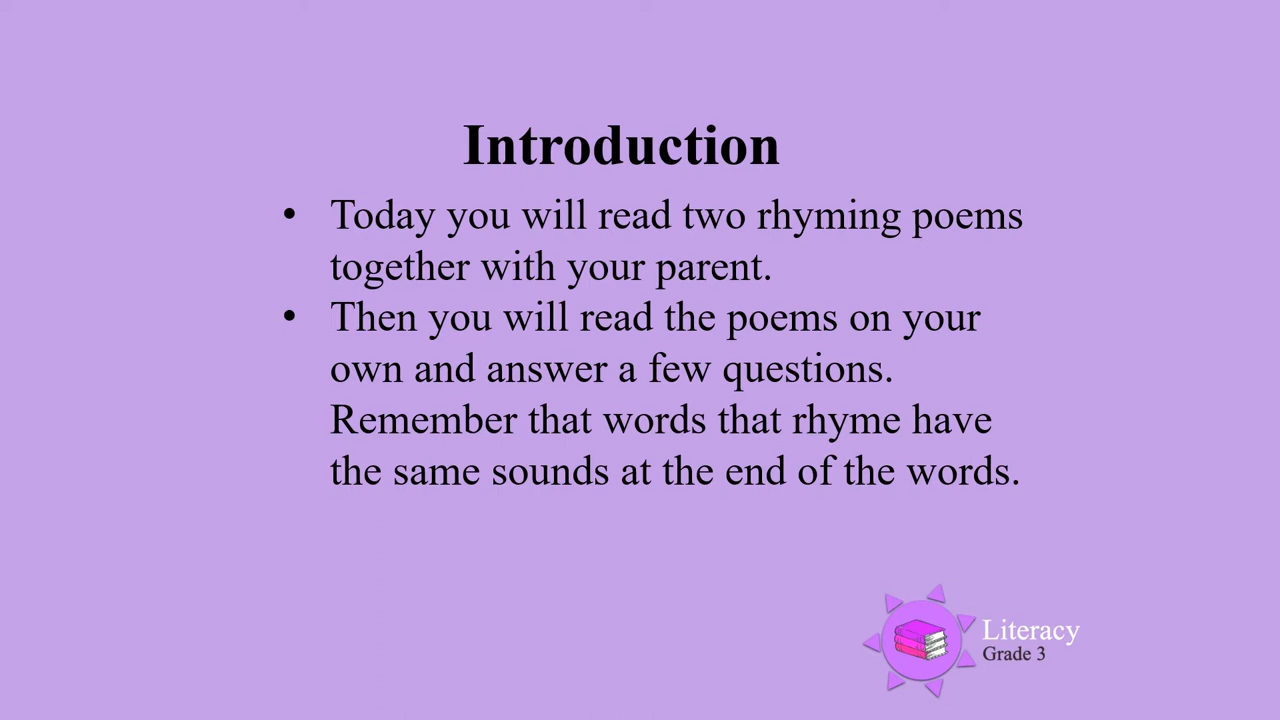 Introduction
• Today you will read two rhyming poems
together with your parent.
• Then you will read the poems on your
own and answer a few questions.
Remember that words that rhyme have
the same sounds at the end of the words.
Literacy
Grade 3